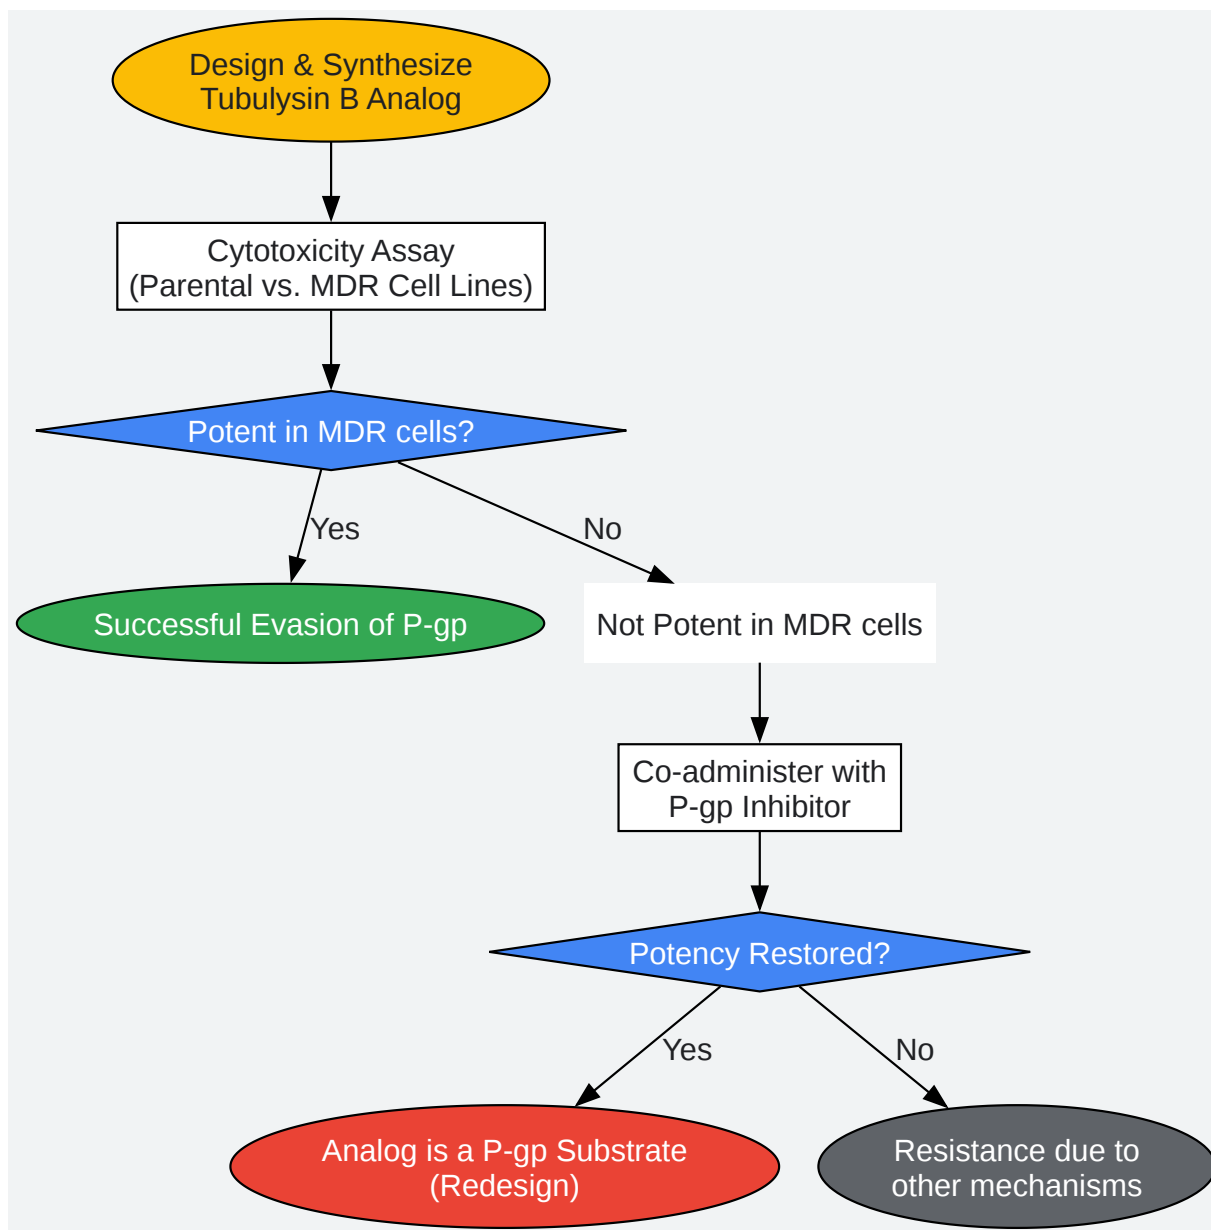 Design & Synthesize
Tubulysin B Analog
Cytotoxicity Assay
(Parental vs. MDR Cell Lines)
Potent in MDR cells?
Yes
No
Successful Evasion of P-gp
Not Potent in MDR cells
Co-administer with
P-gp Inhibitor
Potency Restored?
Yes
No
Analog is a P-gp Substrate
(Redesign)
Resistance due to
other mechanisms